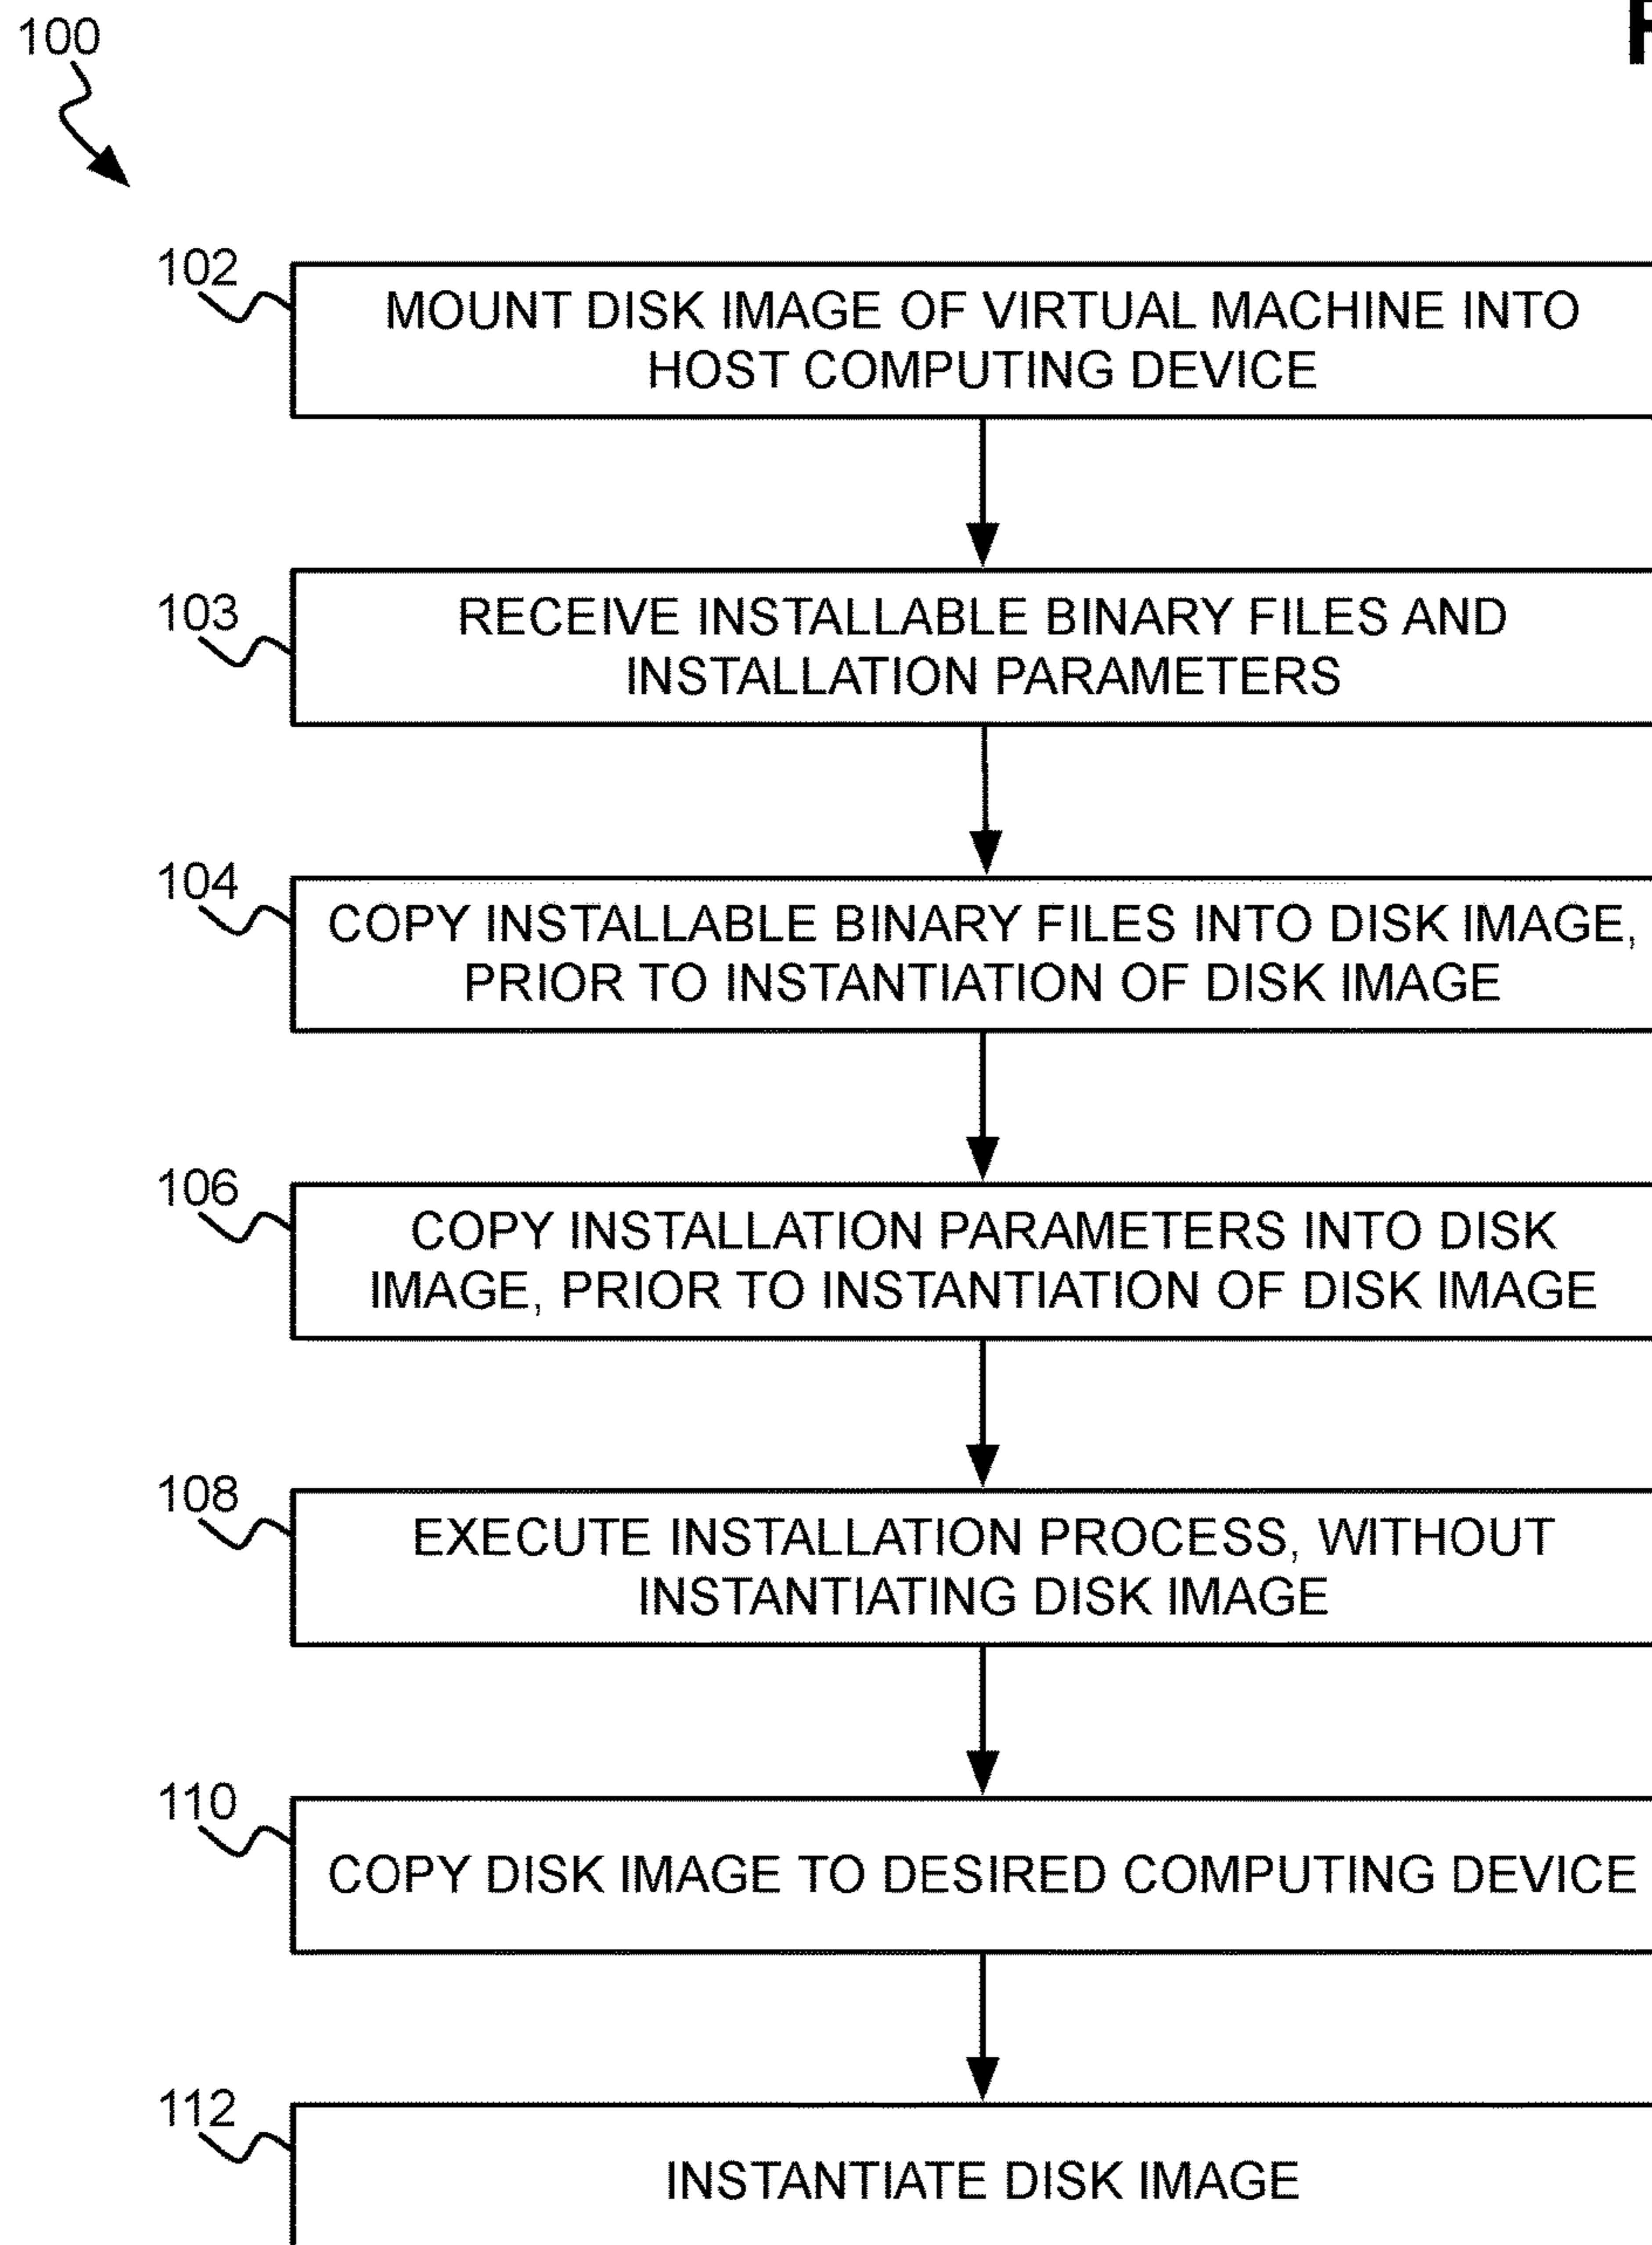 100
102
MOUNT DISK IMAGE OF VIRTUAL MACHINE INTO
HOST COMPUTING DEVICE
103
RECEIVE INSTALLABLE BINARY FILES AND
INSTALLATION PARAMETERS
104
COPY INSTALLABLE BINARY FILES INTO DISK IMAGE,
PRIOR TO INSTANTIATION OF DISK IMAGE
106
COPY INSTALLATION PARAMETERS INTO DISK
IMAGE, PRIOR TO INSTANTIATION OF DISK IMAGE
108
EXECUTE INSTALLATION PROCESS, WITHOUT
INSTANTIATING DISK IMAGE
110
COPY DISK IMAGE TO DESIRED COMPUTING DEVICE
112
INSTANTIATE DISK IMAGE